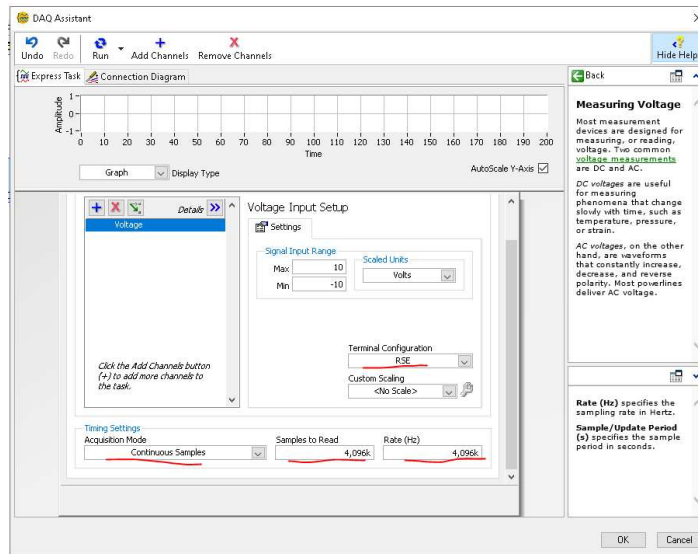 DAQ Assistant
Undo Redo Run Add Channels Remove Channels Hide Help
Express Task Connection Diagram
Amplitude
1
0
-1
0 10 20 30 40 50 60 70 80 90 100 110 120 130 140 150 160 170 180 190 200
Time
Graph Display Type AutoScale Y-Axis
Details
Voltage
Click the Add Channels button
(+) to add more channels to
the task.
Voltage Input Setup
Settings
Signal Input Range
Max 10
Min -10
Scaled Units
Volts
Terminal Configuration
RSE
Custom Scaling
<No Scale>
Timing Settings
Acquisition Mode Samples to Read Rate (Hz)
Continuous Samples 4,096k 4,096k
Back
Measuring Voltage
Most measurement
devices are designed for
measuring, or reading,
voltage. Two common
voltage measurements
are DC and AC.
DC voltages are useful
for measuring
phenomena that change
slowly with time, such as
temperature, pressure,
or strain.
AC voltages, on the other
hand, are waveforms
that constantly increase,
decrease, and reverse
polarity. Most powerlines
deliver AC voltage.
Rate (Hz) specifies the
sampling rate in Hertz.
Sample/Update Period
(s) specifies the sample
period in seconds.
OK Cancel